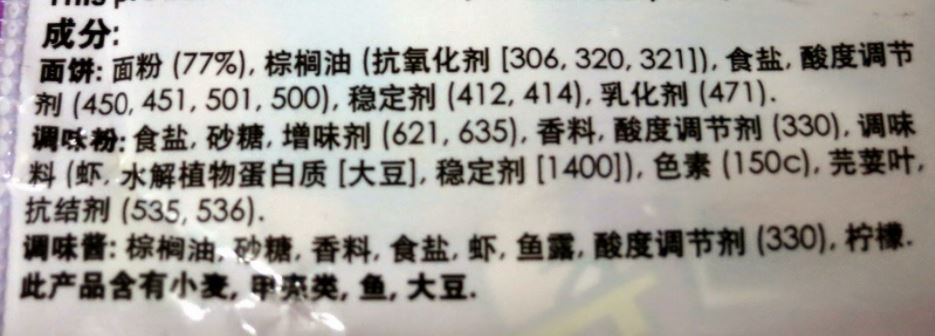 成分:
面饼: 面粉 (77%), 棕榈油 (抗氧化剂 [306, 320, 321]), 食盐, 酸度调节
剂 (450, 451, 501, 500), 稳定剂 (412, 414), 乳化剂 (471).
调味粉: 食盐, 砂糖, 增味剂 (621, 635), 香料, 酸度调节剂 (330), 调味
料 (虾, 水解植物蛋白质 [大豆], 稳定剂 [1400]), 色素 (150c), 芫荽叶,
抗结剂 (535, 536).
调味酱: 棕榈油, 砂糖, 香料, 食盐, 虾, 鱼露, 酸度调节剂 (330), 柠檬.
此产品含有小麦, 甲壳类, 鱼, 大豆.